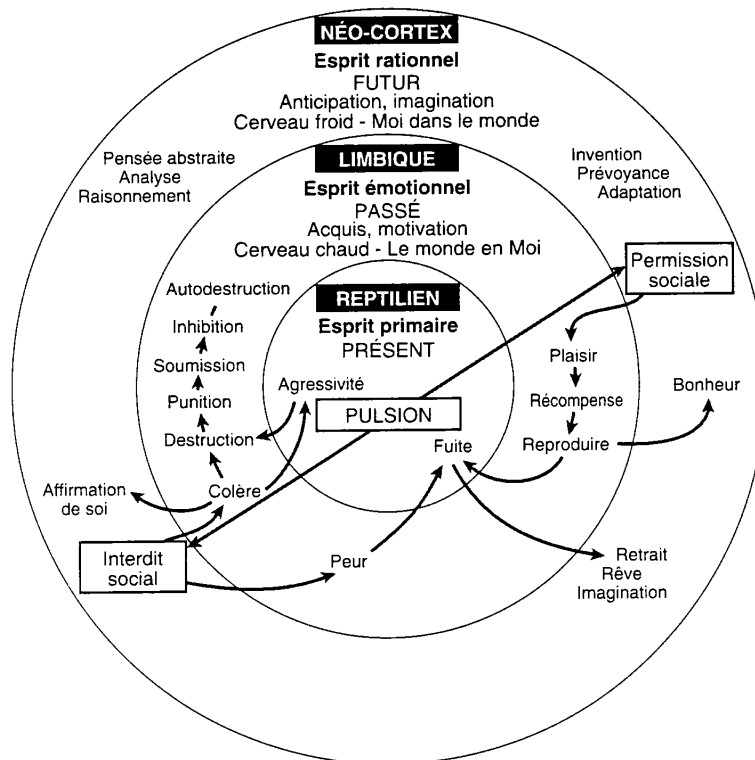 NÉO-CORTEX
Esprit rationnel
FUTUR
Anticipation, imagination
Cerveau froid - Moi dans le monde
Pensée abstraite
Analyse
Raisonnement
Invention
Prévoyance
Adaptation
LIMBIQUE
Esprit émotionnel
PASSÉ
Acquis, motivation
Cerveau chaud - Le monde en Moi
Permission
sociale
REPTILIEN
Esprit primaire
PRÉSENT
Autodestruction
Inhibition
Soumission
Punition
Destruction
Colère
Agressivité
PULSION
Fuite
Plaisir
Récompense
Reproduire
Bonheur
Affirmation
de soi
Interdit
social
Peur
Retrait
Rêve
Imagination